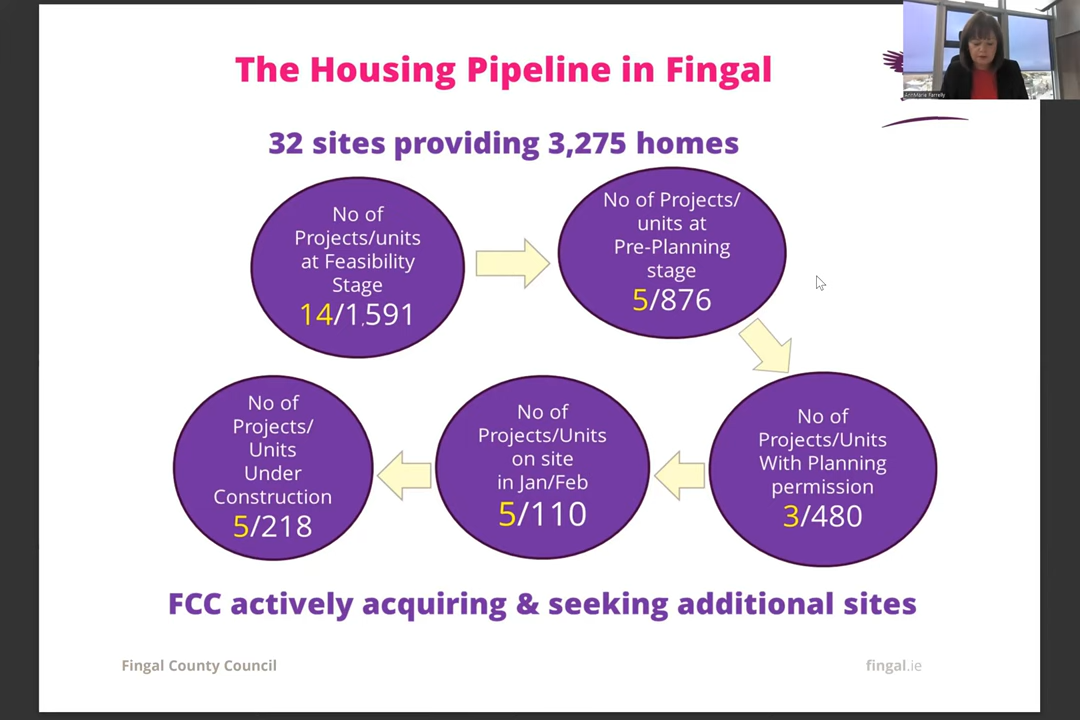 The Housing Pipeline in Fingal
AnnMarie Farrelly
32 sites providing 3,275 homes
No of
Projects/units
at Feasibility
Stage
14/1,591
No of Projects/
units at
Pre-Planning
stage
5/876
No of
Projects/
Units
Under
Construction
5/218
No of
Projects/Units
on site
in Jan/Feb
5/110
No of
Projects/Units
With Planning
permission
3/480
FCC actively acquiring & seeking additional sites
Fingal County Council
fingal.ie